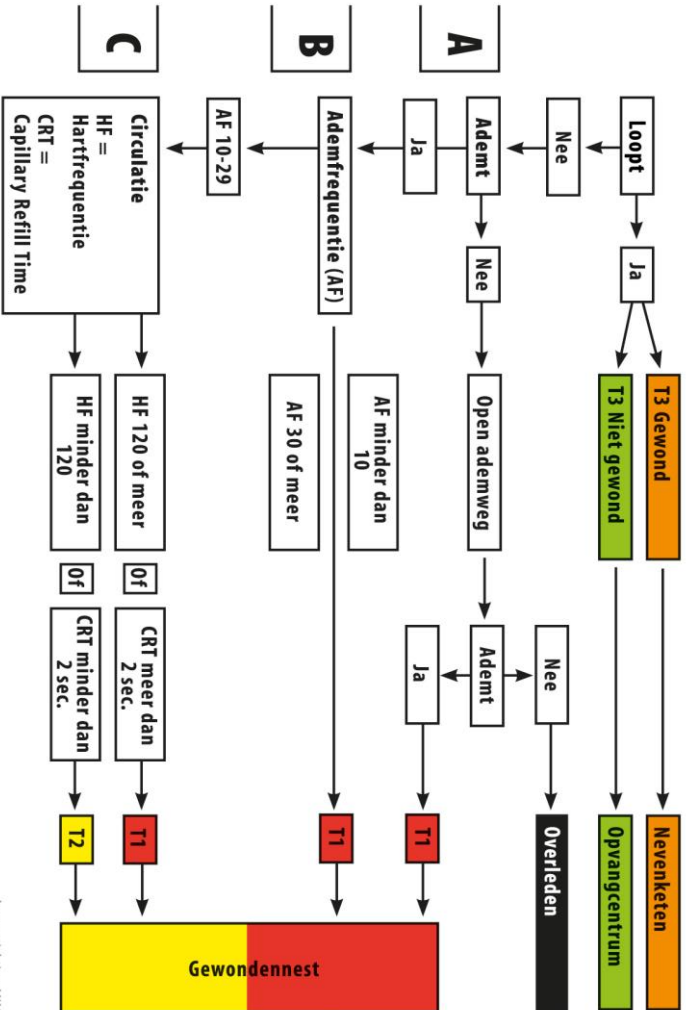 Loopt
Ja
T3 Gewond
Nevenketen
T3 Niet gewond
Opvangcentrum
Nee
A
Ademt
Nee
Open ademweg
Ademt
Nee
Overleden
Ja
T1
Ja
B
Ademfrequentie (AF)
AF minder dan
10
AF 30 of meer
T1
AF 10-29
C
Circulatie
HF =
Hartfrequentie
CRT =
Capillary Refill Time
HF 120 of meer
Of
CRT meer dan
2 sec.
T1
HF minder dan
120
Of
CRT minder dan
2 sec.
T2
Gewondennest